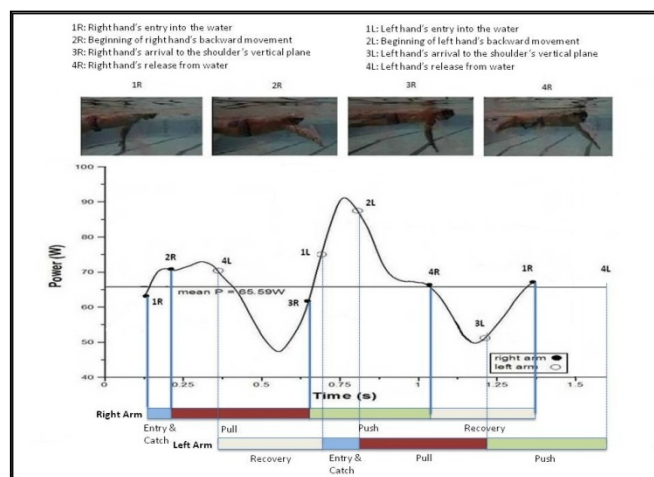 1R: Right hand's entry into the water
2R: Beginning of right hand's backward movement
3R: Right hand's arrival to the shoulder's vertical plane
4R: Right hand's release from water
1L: Left hand's entry into the water
2L: Beginning of left hand's backward movement
3L: Left hand's arrival to the shoulder's vertical plane
4L: Left hand's release from water
1R 2R 3R 4R
100
90
80
70
60
50
40
Power (W)
2L
1L
2R
4L
4R
1R
4L
mean P = 65.59W
1R
3R
3L
right arm
left arm
0 0.25 0.5 0.75 1 1.25 1.5
Time (s)
Right Arm
Entry & Catch
Pull
Push
Recovery
Left Arm
Recovery
Entry & Catch
Pull
Push